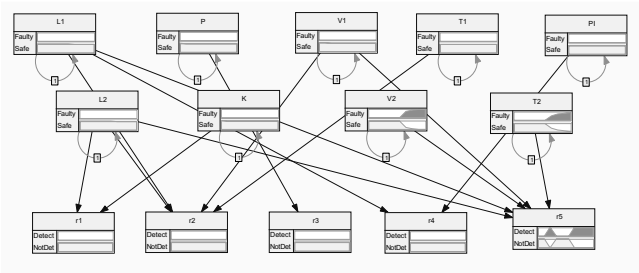 L1
Faulty
Safe
1
P
Faulty
Safe
V1
Faulty
Safe
1
T1
Faulty
Safe
1
PI
Faulty
Safe
1
L2
Faulty
Safe
1
K
Faulty
Safe
1
V2
Faulty
Safe
1
T2
Faulty
Safe
1
r1
Detect
NotDet
r2
Detect
NotDet
r3
Detect
NotDet
r4
Detect
NotDet
r5
Detect
NotDet